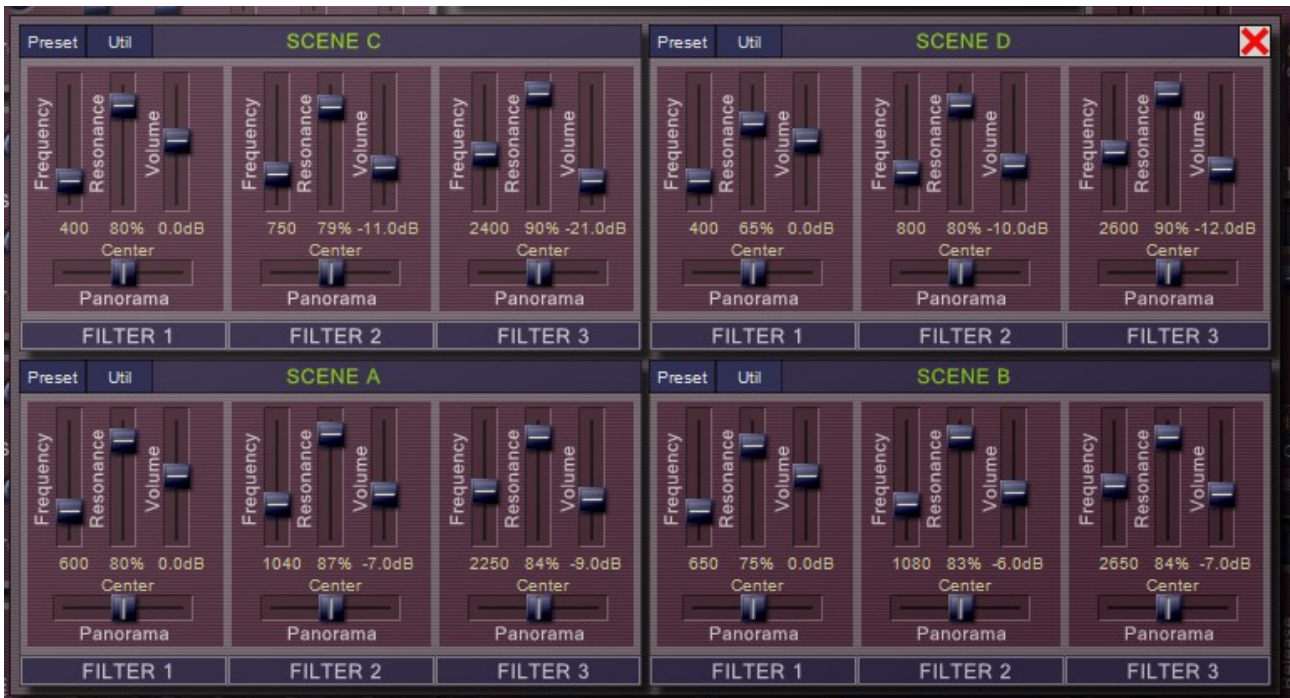 Preset Util SCENE C
Frequency Resonance Volume Frequency Resonance Volume Frequency Resonance Volume
400 80% 0.0dB 750 79% -11.0dB 2400 90% -21.0dB
Center Center Center
Panorama Panorama Panorama
FILTER 1 FILTER 2 FILTER 3
Preset Util SCENE D
Frequency Resonance Volume Frequency Resonance Volume Frequency Resonance Volume
400 65% 0.0dB 800 80% -10.0dB 2600 90% -12.0dB
Center Center Center
Panorama Panorama Panorama
FILTER 1 FILTER 2 FILTER 3
Preset Util SCENE A
Frequency Resonance Volume Frequency Resonance Volume Frequency Resonance Volume
600 80% 0.0dB 1040 87% -7.0dB 2250 84% -9.0dB
Center Center Center
Panorama Panorama Panorama
FILTER 1 FILTER 2 FILTER 3
Preset Util SCENE B
Frequency Resonance Volume Frequency Resonance Volume Frequency Resonance Volume
650 75% 0.0dB 1080 83% -6.0dB 2650 84% -7.0dB
Center Center Center
Panorama Panorama Panorama
FILTER 1 FILTER 2 FILTER 3